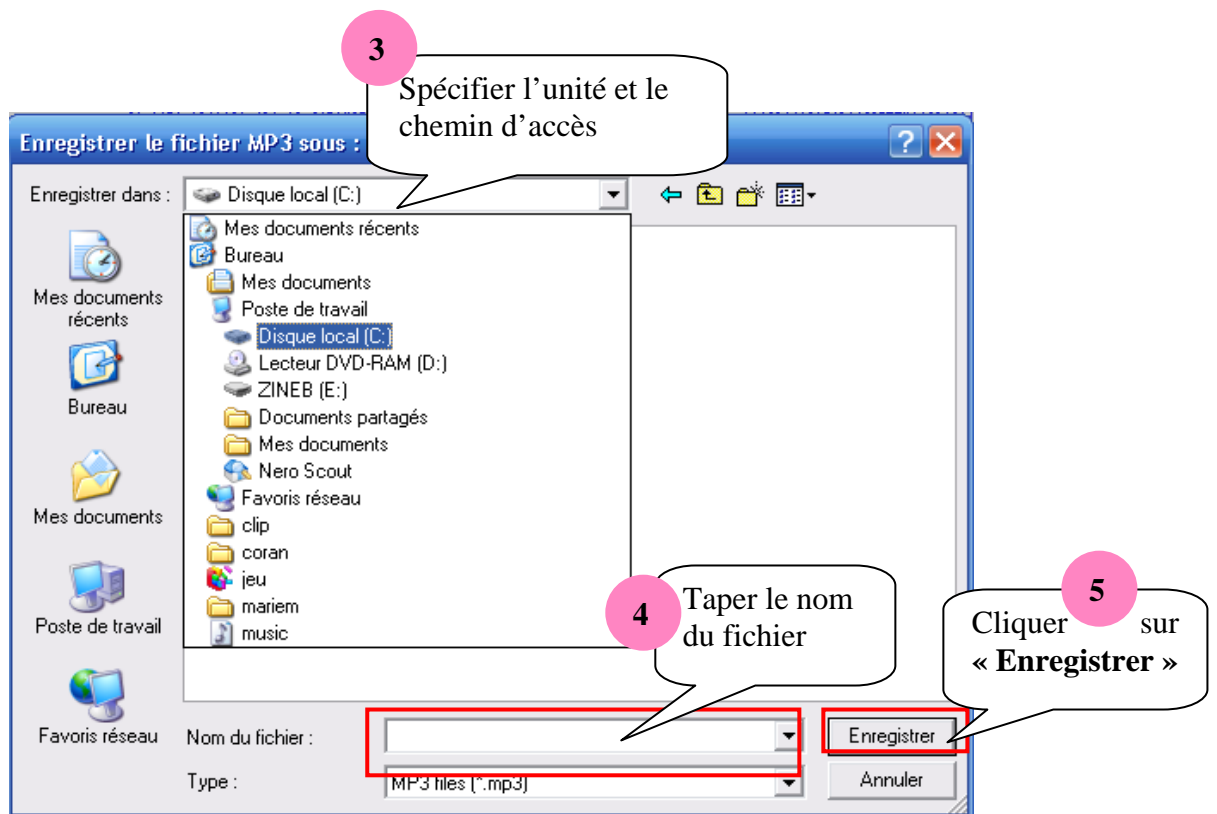 3
Spécifier l’unité et le
chemin d’accès
Enregistrer le fichier MP3 sous :
Enregistrer dans :
Disque local (C:)
Mes documents récents
Bureau
Mes documents
Poste de travail
Disque local (C:)
Lecteur DVD-RAM (D:)
ZINEB (E:)
Documents partagés
Mes documents
Nero Scout
Favoris réseau
clip
coran
jeu
mariem
music
Mes documents
récents
Bureau
Mes documents
Poste de travail
Favoris réseau
4
Taper le nom
du fichier
5
Cliquer sur
« Enregistrer »
Nom du fichier :
Enregistrer
Type :
MP3 files (*.mp3)
Annuler